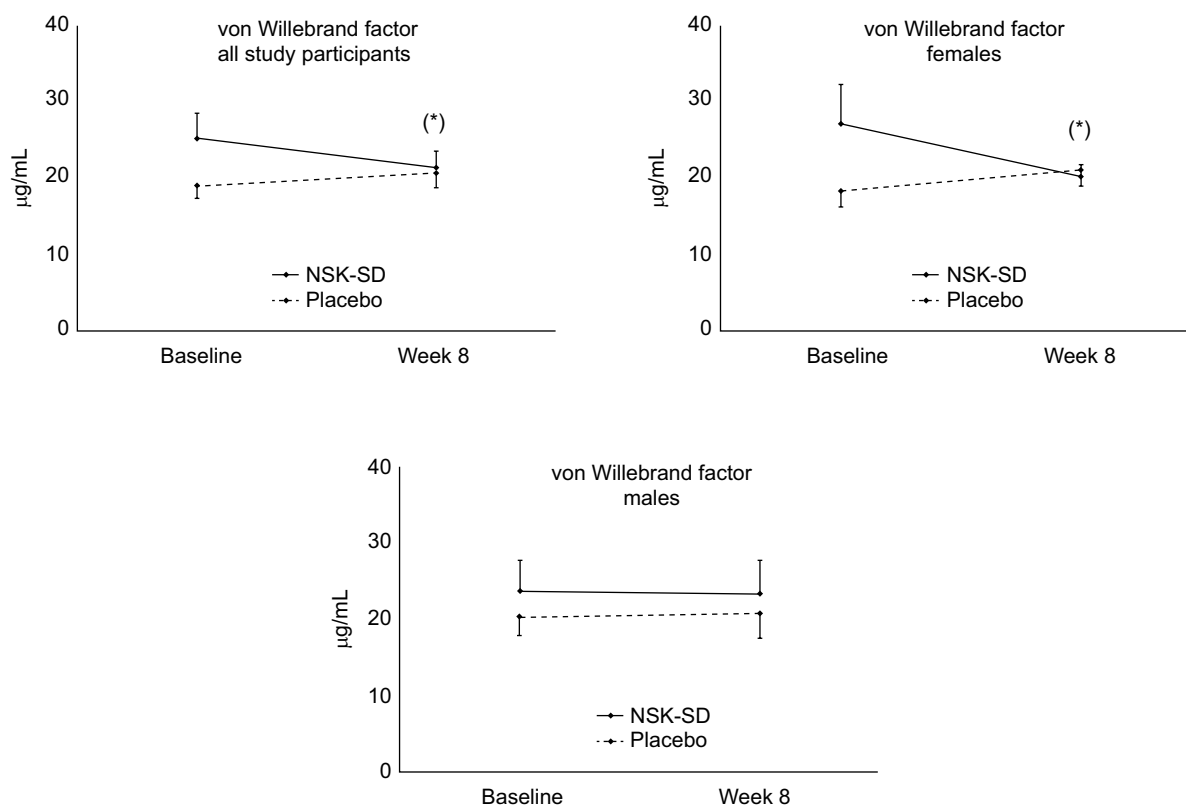 von Willebrand factor
all study participants
40
30
20
10
0
μg/mL
(*)
NSK-SD
Placebo
Baseline
Week 8
von Willebrand factor
females
40
30
20
10
0
μg/mL
(*)
NSK-SD
Placebo
Baseline
Week 8
von Willebrand factor
males
40
30
20
10
0
μg/mL
NSK-SD
Placebo
Baseline
Week 8